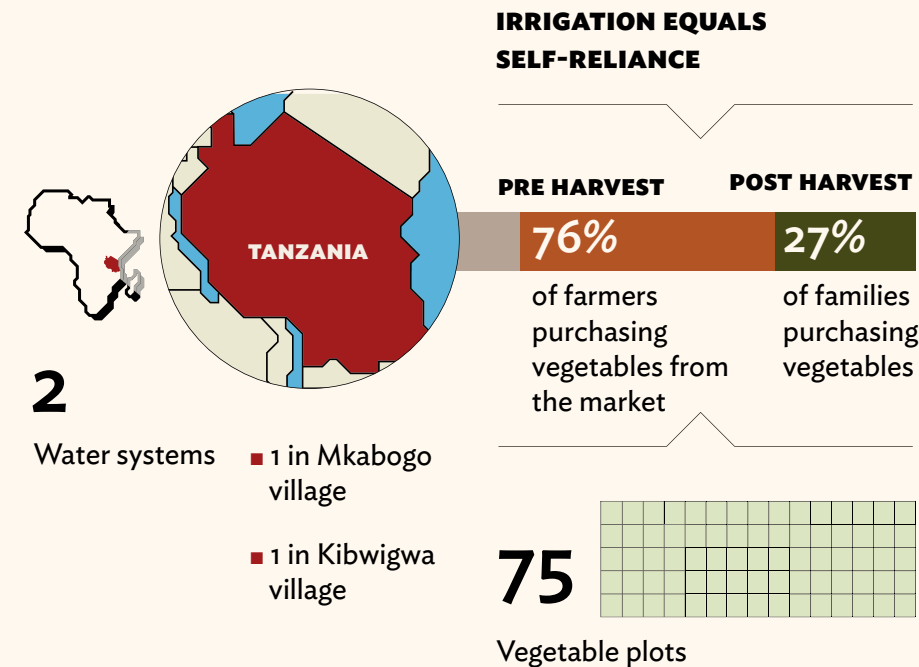 IRRIGATION EQUALS
SELF-RELIANCE
PRE HARVEST
POST HARVEST
TANZANIA
76%
27%
of farmers
purchasing
vegetables from
the market
of families
purchasing
vegetables
2
Water systems
■ 1 in Mkabogo
village
■ 1 in Kibwigwa
village
75
Vegetable plots